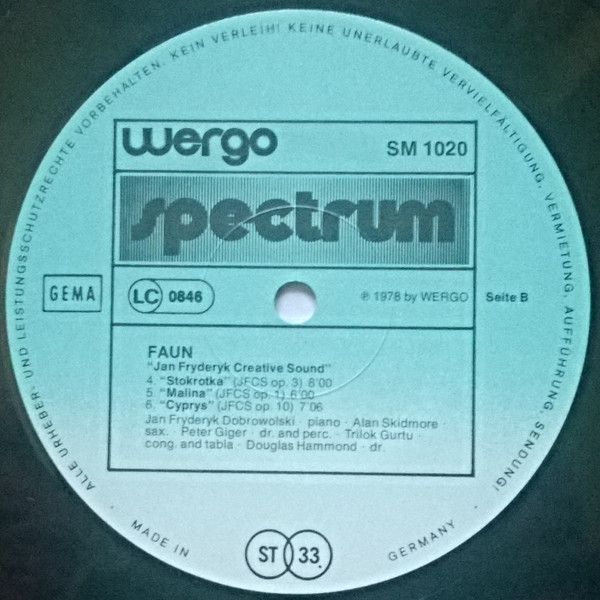 ALLE URHEBER- UND LEISTUNGSSCHUTZRECHTE VORBEHALTEN. KEIN VERLEIH! KEINE UNERLAUBTE VERVIELFÄLTIGUNG, VERMIETUNG, AUFFÜHRUNG, SENDUNG!
wergo
SM 1020
spectrum
GEMA
LC 0846
℗ 1978 by WERGO
Seite B
FAUN
"Jan Fryderyk Creative Sound"
4. "Stokrotka" (JFCS op. 3) 8'00
5. "Malina" (JFCS op. 1) 6'00
6. "Cyprys" (JFCS op. 10) 7'06
Jan Fryderyk Dobrowolski · piano · Alan Skidmore
sax. · Peter Giger · dr. and perc. · Trilok Gurtu
cong. and tabla · Douglas Hammond · dr.
MADE IN GERMANY
ST 33